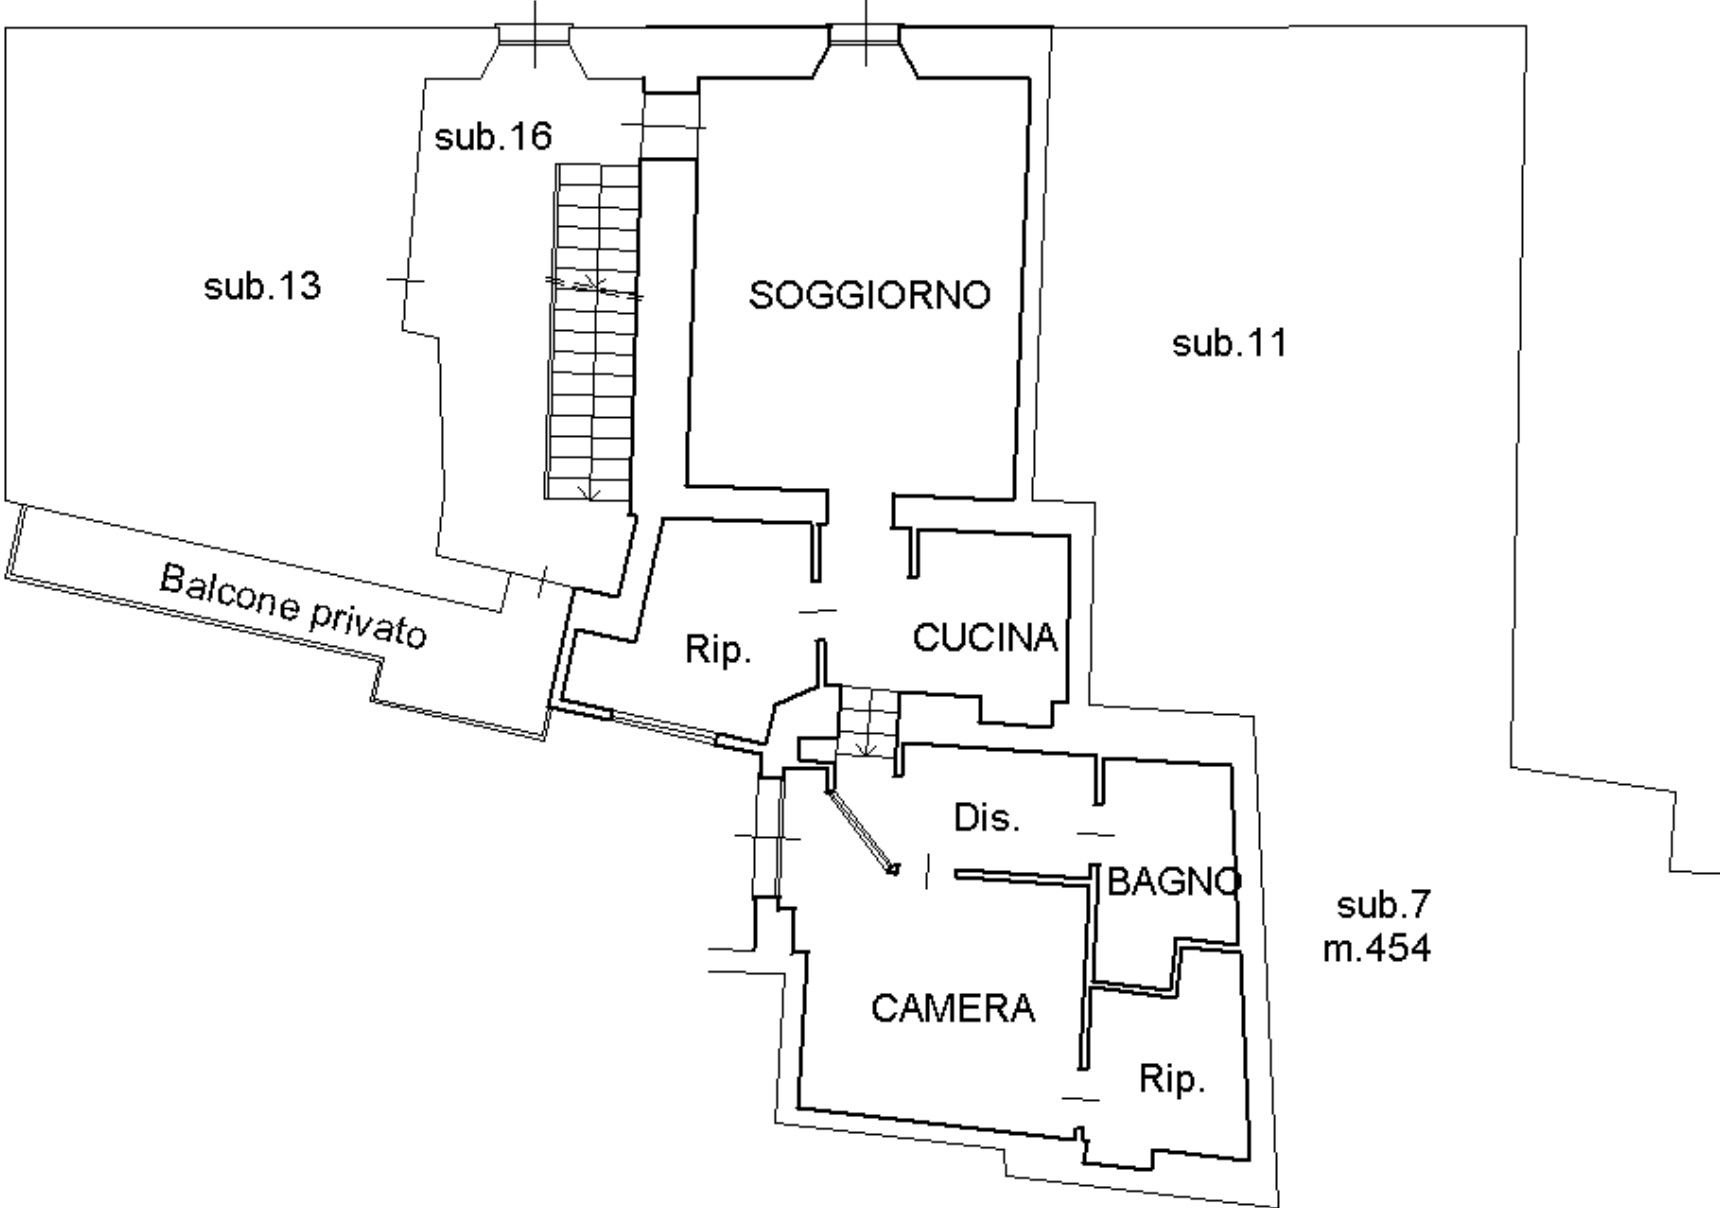 sub.16
sub.13
SOGGIORNO
sub.11
Balcone privato
Rip.
CUCINA
Dis.
BAGNO
sub.7
m.454
CAMERA
Rip.